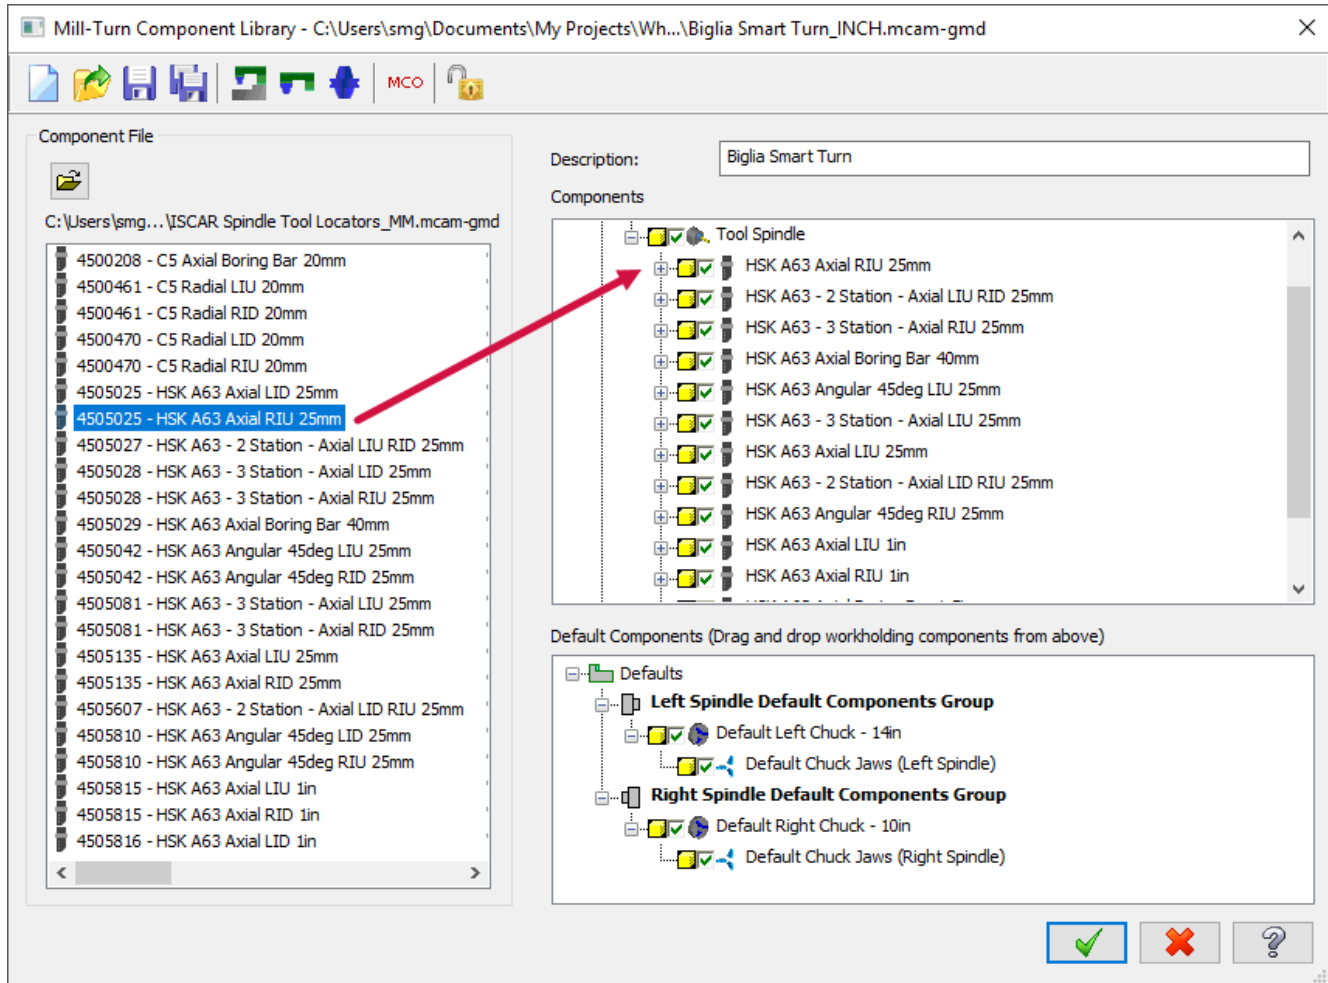 Mill-Turn Component Library - C:\Users\smg\Documents\My Projects\Wh...\Biglia Smart Turn_INCH.mcam-gmd
MCO
Component File
C:\Users\smg...\ISCAR Spindle Tool Locators_MM.mcam-gmd
4500208 - C5 Axial Boring Bar 20mm
4500461 - C5 Radial LIU 20mm
4500461 - C5 Radial RID 20mm
4500470 - C5 Radial LID 20mm
4500470 - C5 Radial RIU 20mm
4505025 - HSK A63 Axial LID 25mm
4505025 - HSK A63 Axial RIU 25mm
4505027 - HSK A63 - 2 Station - Axial LIU RID 25mm
4505028 - HSK A63 - 3 Station - Axial LID 25mm
4505028 - HSK A63 - 3 Station - Axial RIU 25mm
4505029 - HSK A63 Axial Boring Bar 40mm
4505042 - HSK A63 Angular 45deg LIU 25mm
4505042 - HSK A63 Angular 45deg RID 25mm
4505081 - HSK A63 - 3 Station - Axial LIU 25mm
4505081 - HSK A63 - 3 Station - Axial RID 25mm
4505135 - HSK A63 Axial LIU 25mm
4505135 - HSK A63 Axial RID 25mm
4505607 - HSK A63 - 2 Station - Axial LID RIU 25mm
4505810 - HSK A63 Angular 45deg LID 25mm
4505810 - HSK A63 Angular 45deg RIU 25mm
4505815 - HSK A63 Axial LIU 1in
4505815 - HSK A63 Axial RID 1in
4505816 - HSK A63 Axial LID 1in
Description:
Biglia Smart Turn
Components
Tool Spindle
HSK A63 Axial RIU 25mm
HSK A63 - 2 Station - Axial LIU RID 25mm
HSK A63 - 3 Station - Axial RIU 25mm
HSK A63 Axial Boring Bar 40mm
HSK A63 Angular 45deg LIU 25mm
HSK A63 - 3 Station - Axial LIU 25mm
HSK A63 Axial LIU 25mm
HSK A63 - 2 Station - Axial LID RIU 25mm
HSK A63 Angular 45deg RIU 25mm
HSK A63 Axial LIU 1in
HSK A63 Axial RIU 1in
Default Components (Drag and drop workholding components from above)
Defaults
Left Spindle Default Components Group
Default Left Chuck - 14in
Default Chuck Jaws (Left Spindle)
Right Spindle Default Components Group
Default Right Chuck - 10in
Default Chuck Jaws (Right Spindle)